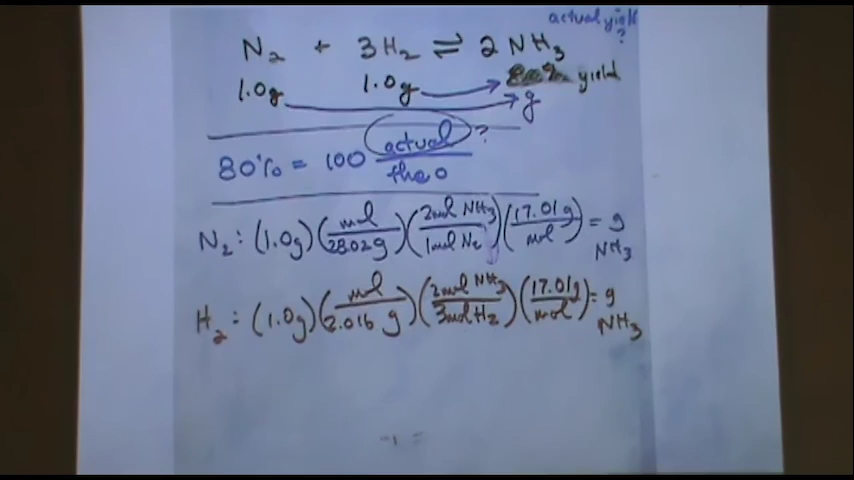 actual yield
?
N₂ + 3H₂ ⇌ 2NH₃
1.0g 1.0g yield
g
80% = 100 actual/theo ?
N₂: (1.0g)(mol/28.02g)(2mol NH₃/1mol N₂)(17.01g/mol) = g NH₃
H₂: (1.0g)(mol/2.016 g)(2mol NH₃/3mol H₂)(17.01g/mol) = g NH₃